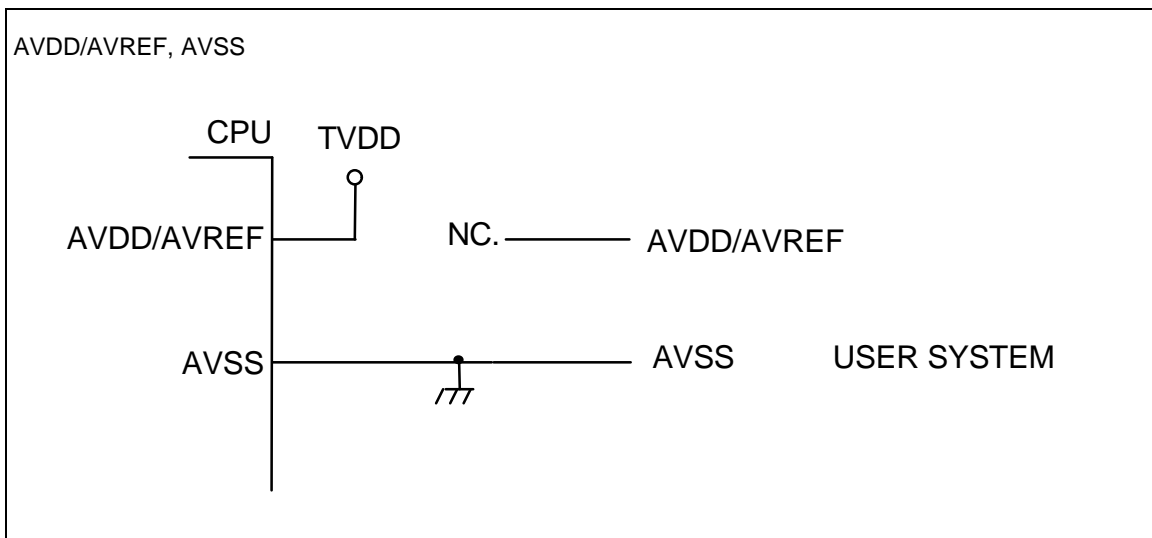 AVDD/AVREF, AVSS
CPU
TVDD
AVDD/AVREF
NC.
AVDD/AVREF
AVSS
AVSS
USER SYSTEM